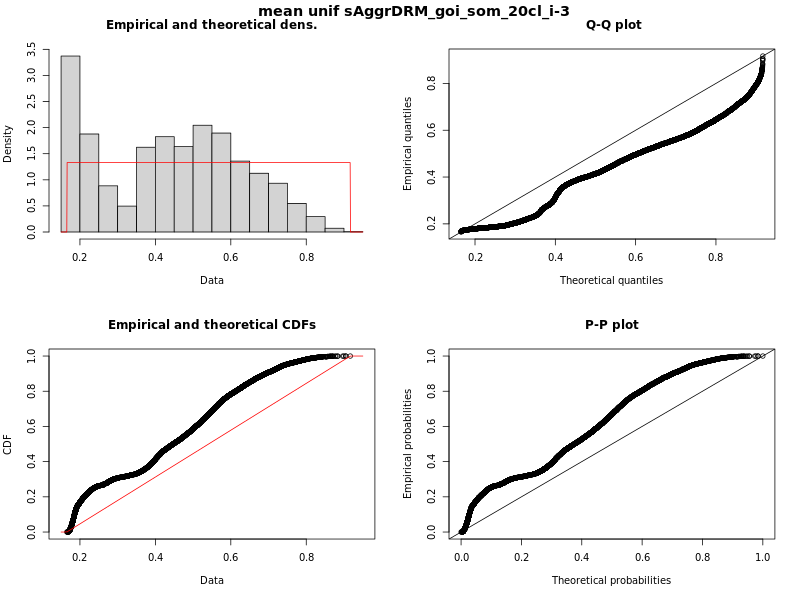 mean unif sAggrDRM_goi_som_20cl_i-3
Empirical and theoretical dens.
Density
0.0 0.5 1.0 1.5 2.0 2.5 3.0 3.5
0.2 0.4 0.6 0.8
Data
Q-Q plot
Empirical quantiles
0.2 0.4 0.6 0.8
0.2 0.4 0.6 0.8
Theoretical quantiles
Empirical and theoretical CDFs
CDF
0.0 0.2 0.4 0.6 0.8 1.0
0.2 0.4 0.6 0.8
Data
P-P plot
Empirical probabilities
0.0 0.2 0.4 0.6 0.8 1.0
0.0 0.2 0.4 0.6 0.8 1.0
Theoretical probabilities